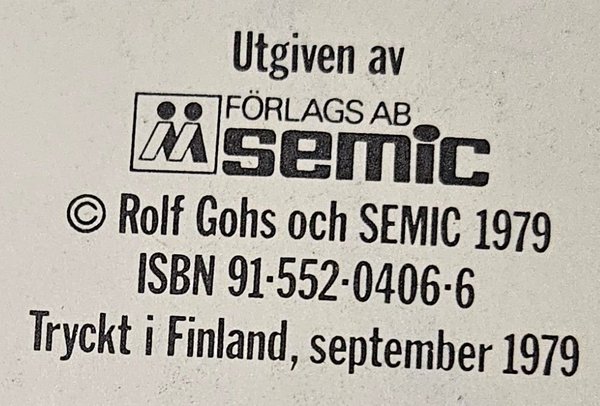 Utgiven av
FÖRLAGS AB
semic
© Rolf Gohs och SEMIC 1979
ISBN 91-552-0406-6
Tryckt i Finland, september 1979